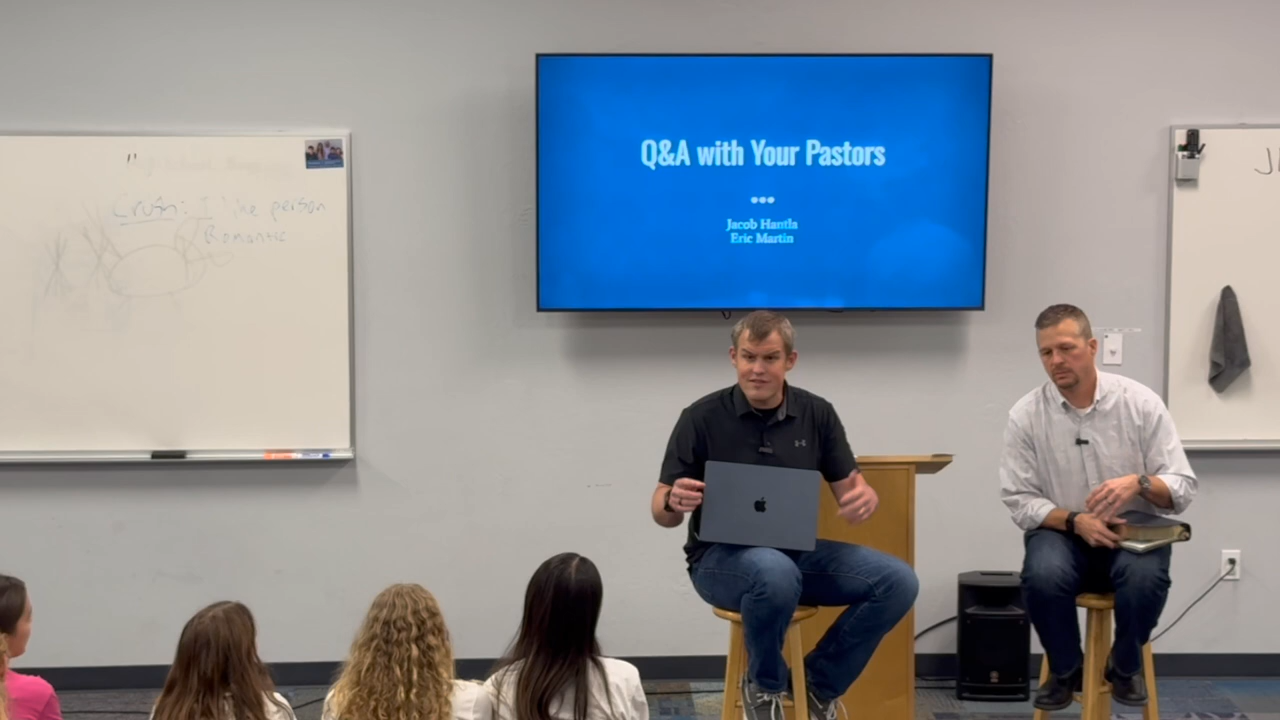 Q&A with Your Pastors
Jacob Hantla
Eric Martin
Crush: I like person
Romantic